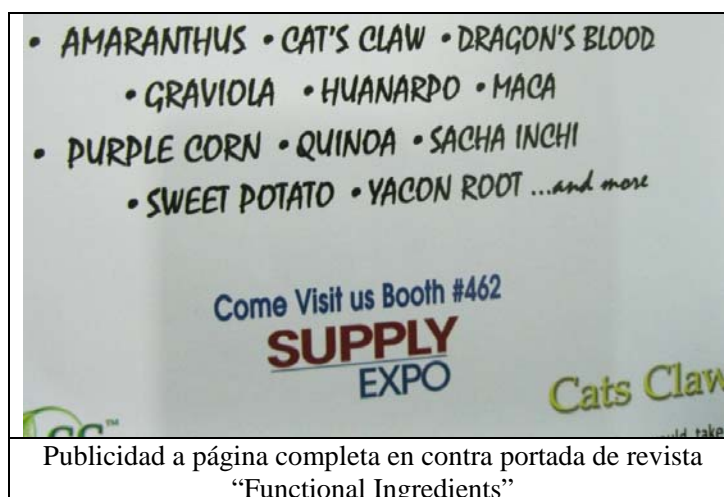 • AMARANTHUS • CAT'S CLAW • DRAGON'S BLOOD
• GRAVIOLA • HUANARPO • MACA
• PURPLE CORN • QUINOA • SACHA INCHI
• SWEET POTATO • YACON ROOT ...and more
Come Visit us Booth #462
SUPPLY
EXPO
Cats Claw
take
Publicidad a página completa en contra portada de revista
“Functional Ingredients”